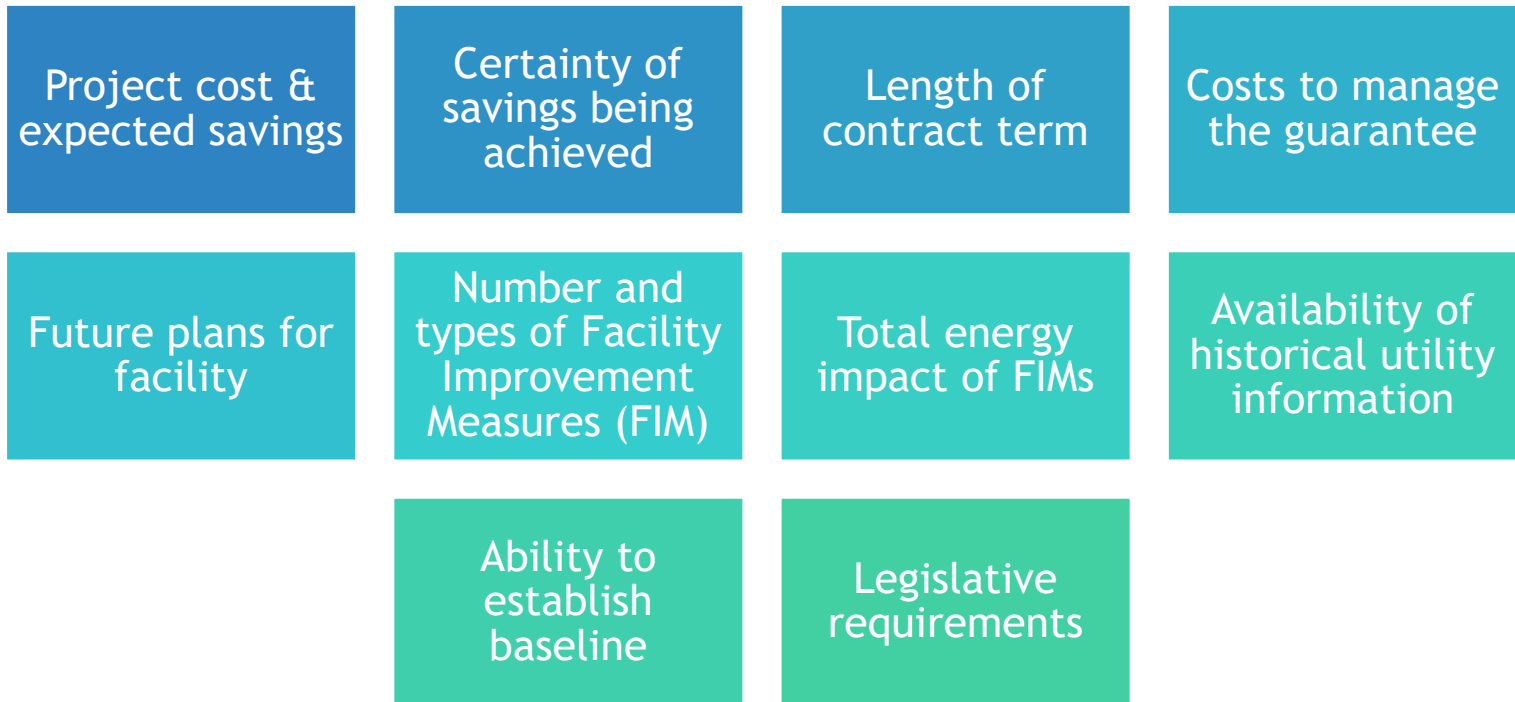 Project cost &
expected savings
Certainty of
savings being
achieved
Length of
contract term
Costs to manage
the guarantee
Future plans for
facility
Number and
types of Facility
Improvement
Measures (FIM)
Total energy
impact of FIMs
Availability of
historical utility
information
Ability to
establish
baseline
Legislative
requirements